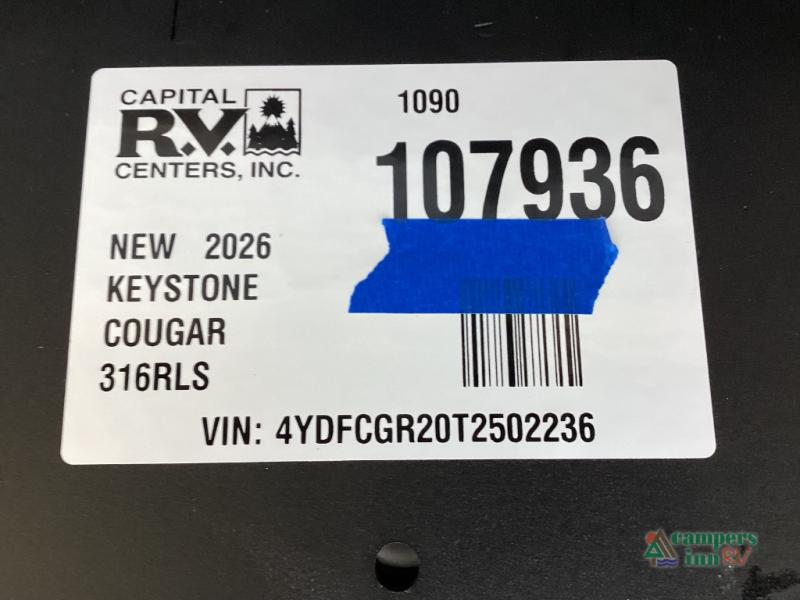 CAPITAL
R.V.
CENTERS, INC.
1090
107936
NEW 2026
KEYSTONE
COUGAR
316RLS
VIN: 4YDFCGR20T2502236
campers
inn RV